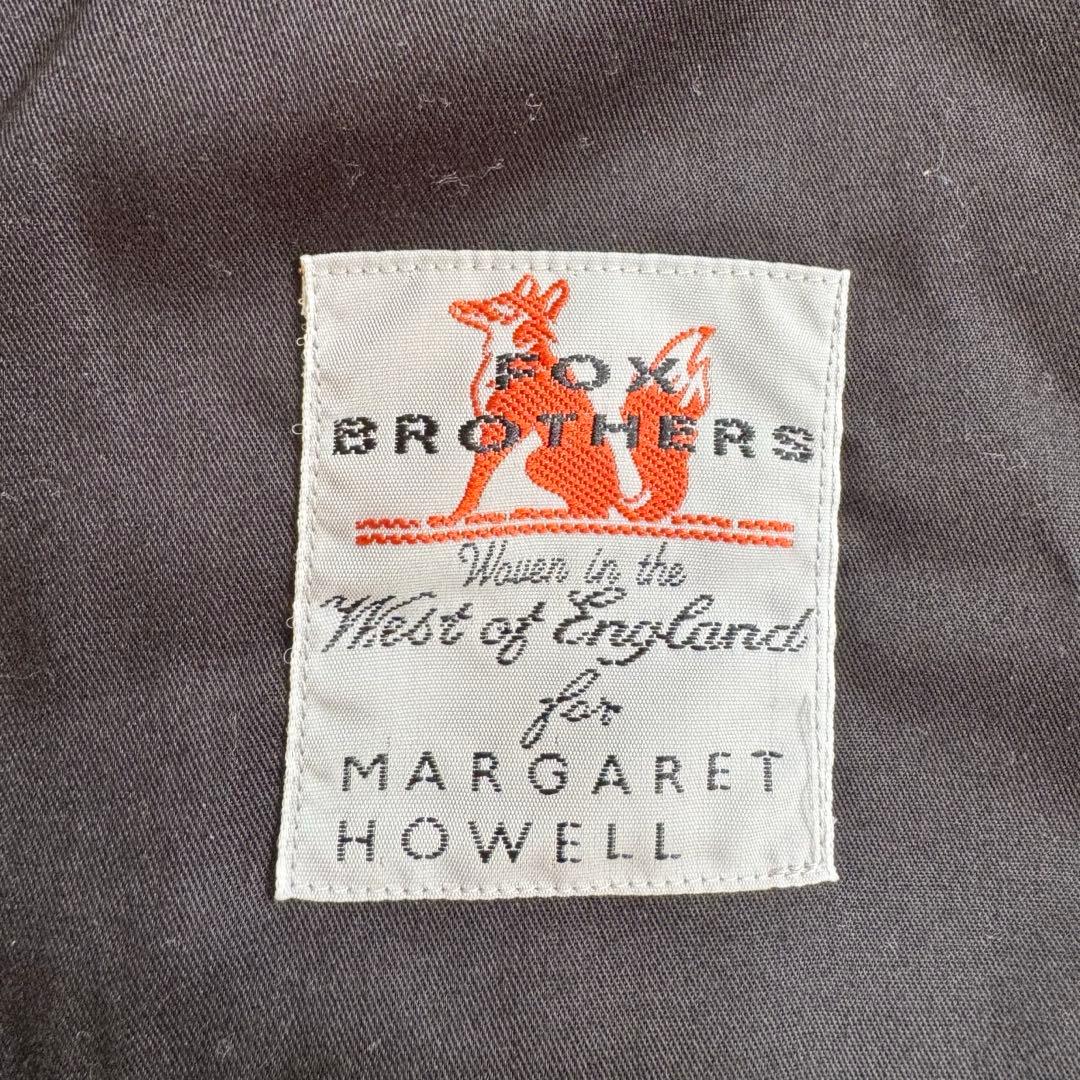 FOX
BROTHERS
Woven in the
West of England
for
MARGARET
HOWELL